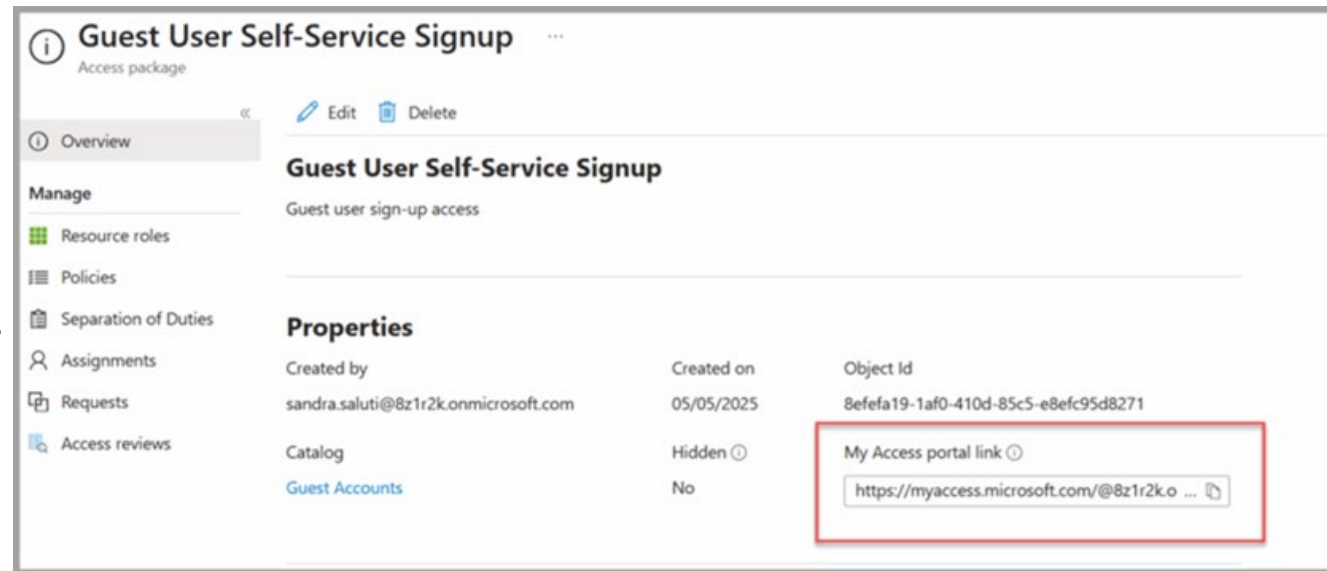 Guest User Self-Service Signup ...
Access package
«
Edit Delete
Overview
Manage
Resource roles
Policies
Separation of Duties
Assignments
Requests
Access reviews
Guest User Self-Service Signup
Guest user sign-up access
Properties
Created by Created on Object Id
sandra.saluti@8z1r2k.onmicrosoft.com 05/05/2025 8efefa19-1af0-410d-85c5-e8efc95d8271
Catalog Hidden My Access portal link
Guest Accounts No https://myaccess.microsoft.com/@8z1r2k.o ...